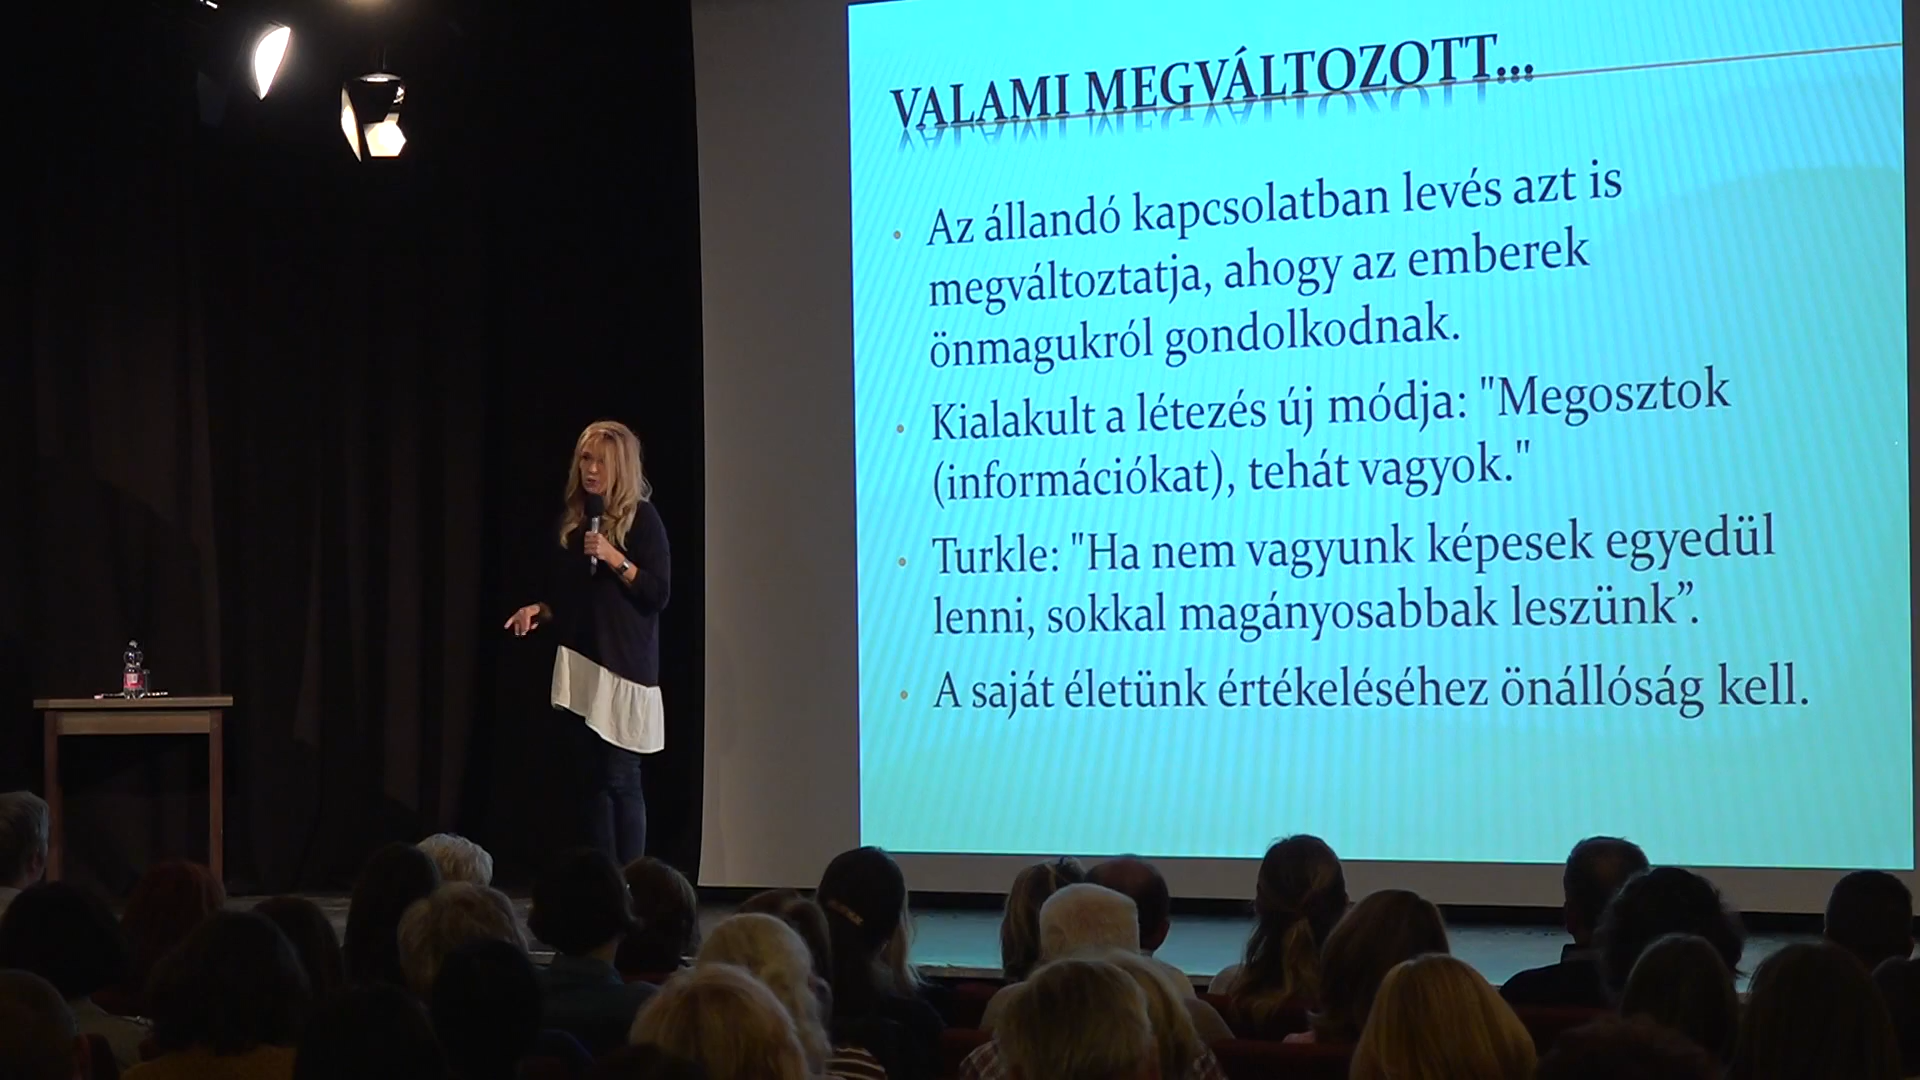 VALAMI MEGVÁLTOZOTT...
• Az állandó kapcsolatban levés azt is
megváltoztatja, ahogy az emberek
önmagukról gondolkodnak.
• Kialakult a létezés új módja: "Megosztok
(információkat), tehát vagyok."
• Turkle: "Ha nem vagyunk képesek egyedül
lenni, sokkal magányosabbak leszünk”.
• A saját életünk értékeléséhez önállóság kell.